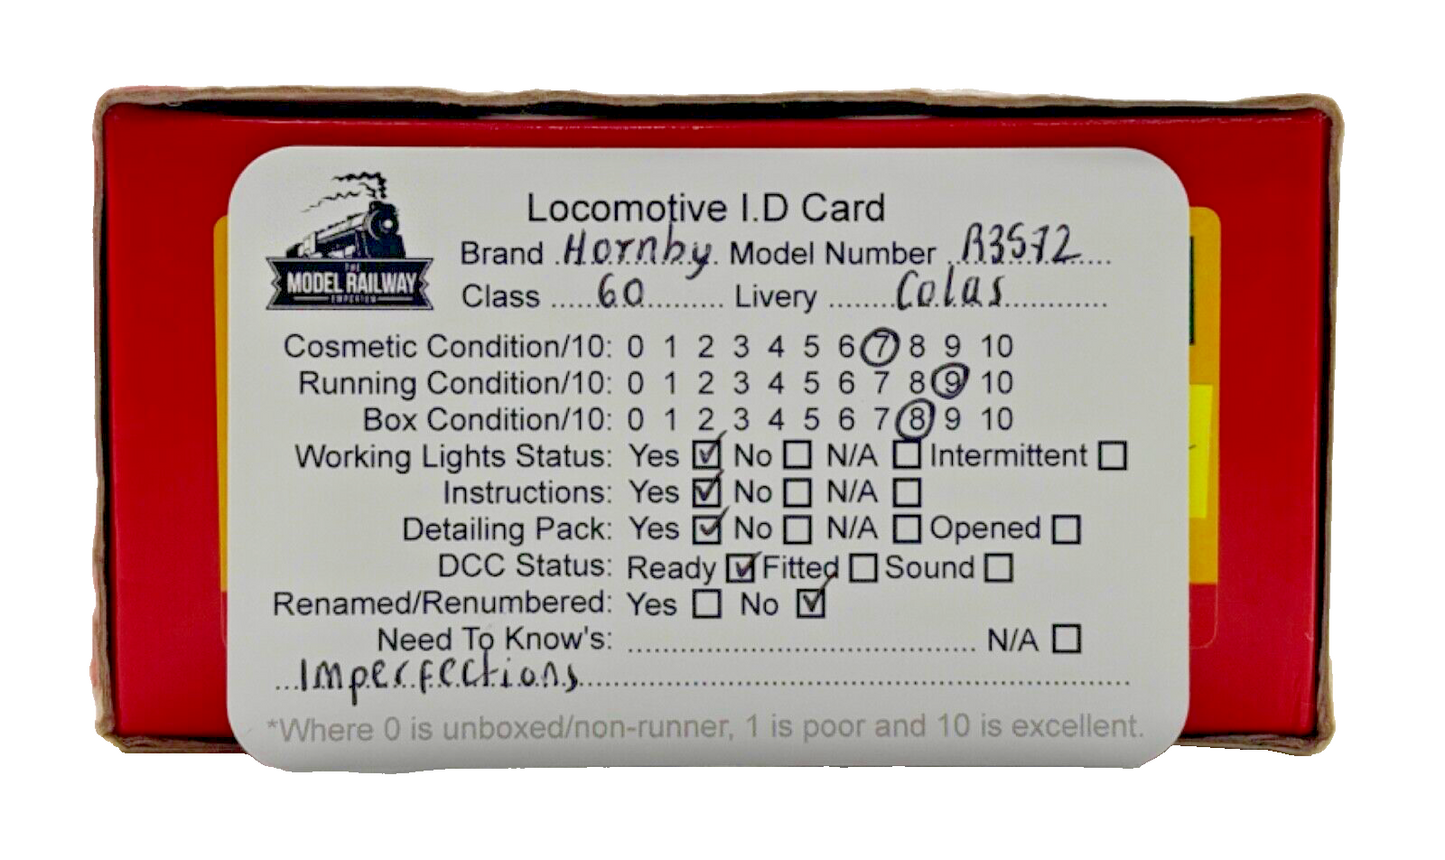 THE
MODEL RAILWAY
EMPORIUM
Locomotive I.D Card
Brand Hornby Model Number R3572
Class 60 Livery Colas
Cosmetic Condition/10: 0 1 2 3 4 5 6 7 8 9 10
Running Condition/10: 0 1 2 3 4 5 6 7 8 9 10
Box Condition/10: 0 1 2 3 4 5 6 7 8 9 10
Working Lights Status: Yes ☑ No ☐ N/A ☐ Intermittent ☐
Instructions: Yes ☑ No ☐ N/A ☐
Detailing Pack: Yes ☑ No ☐ N/A ☐ Opened ☐
DCC Status: Ready ☑ Fitted ☐ Sound ☐
Renamed/Renumbered: Yes ☐ No ☑
Need To Know's: N/A ☐
Imperfections
*Where 0 is unboxed/non-runner, 1 is poor and 10 is excellent.